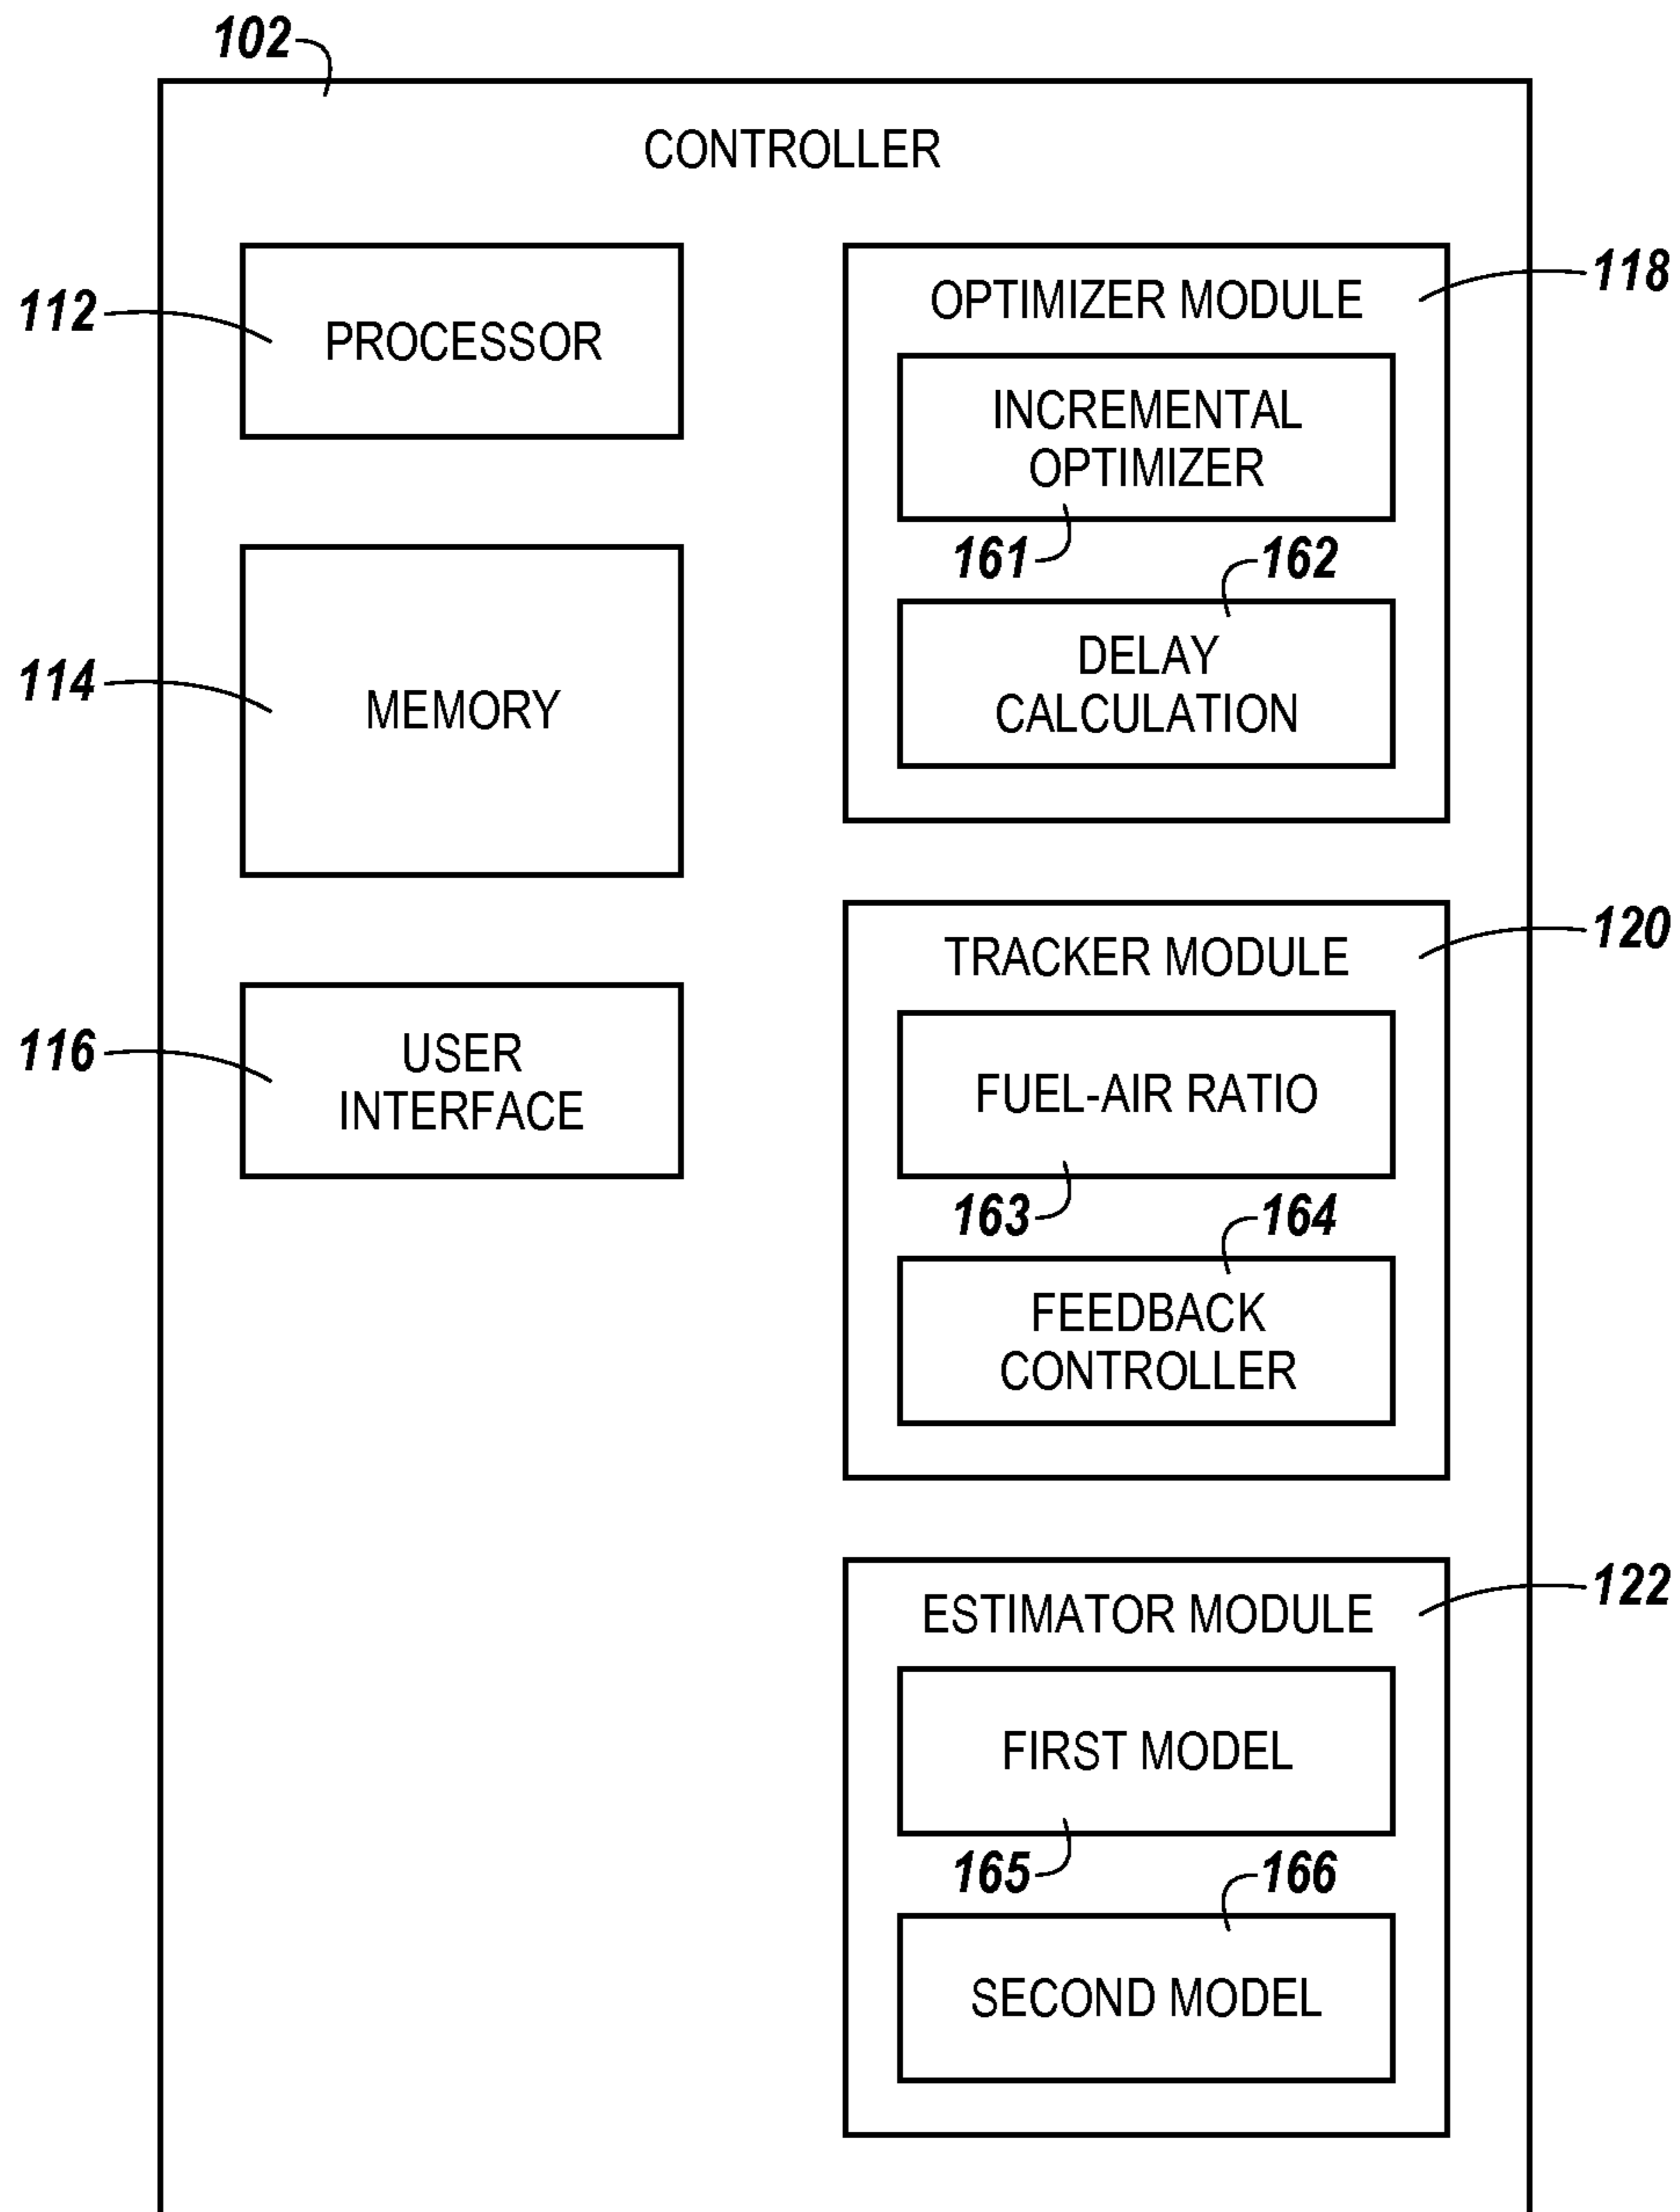 102
CONTROLLER
112
PROCESSOR
114
MEMORY
116
USER
INTERFACE
OPTIMIZER MODULE
118
INCREMENTAL
OPTIMIZER
161
162
DELAY
CALCULATION
TRACKER MODULE
120
FUEL-AIR RATIO
163
164
FEEDBACK
CONTROLLER
ESTIMATOR MODULE
122
FIRST MODEL
165
166
SECOND MODEL